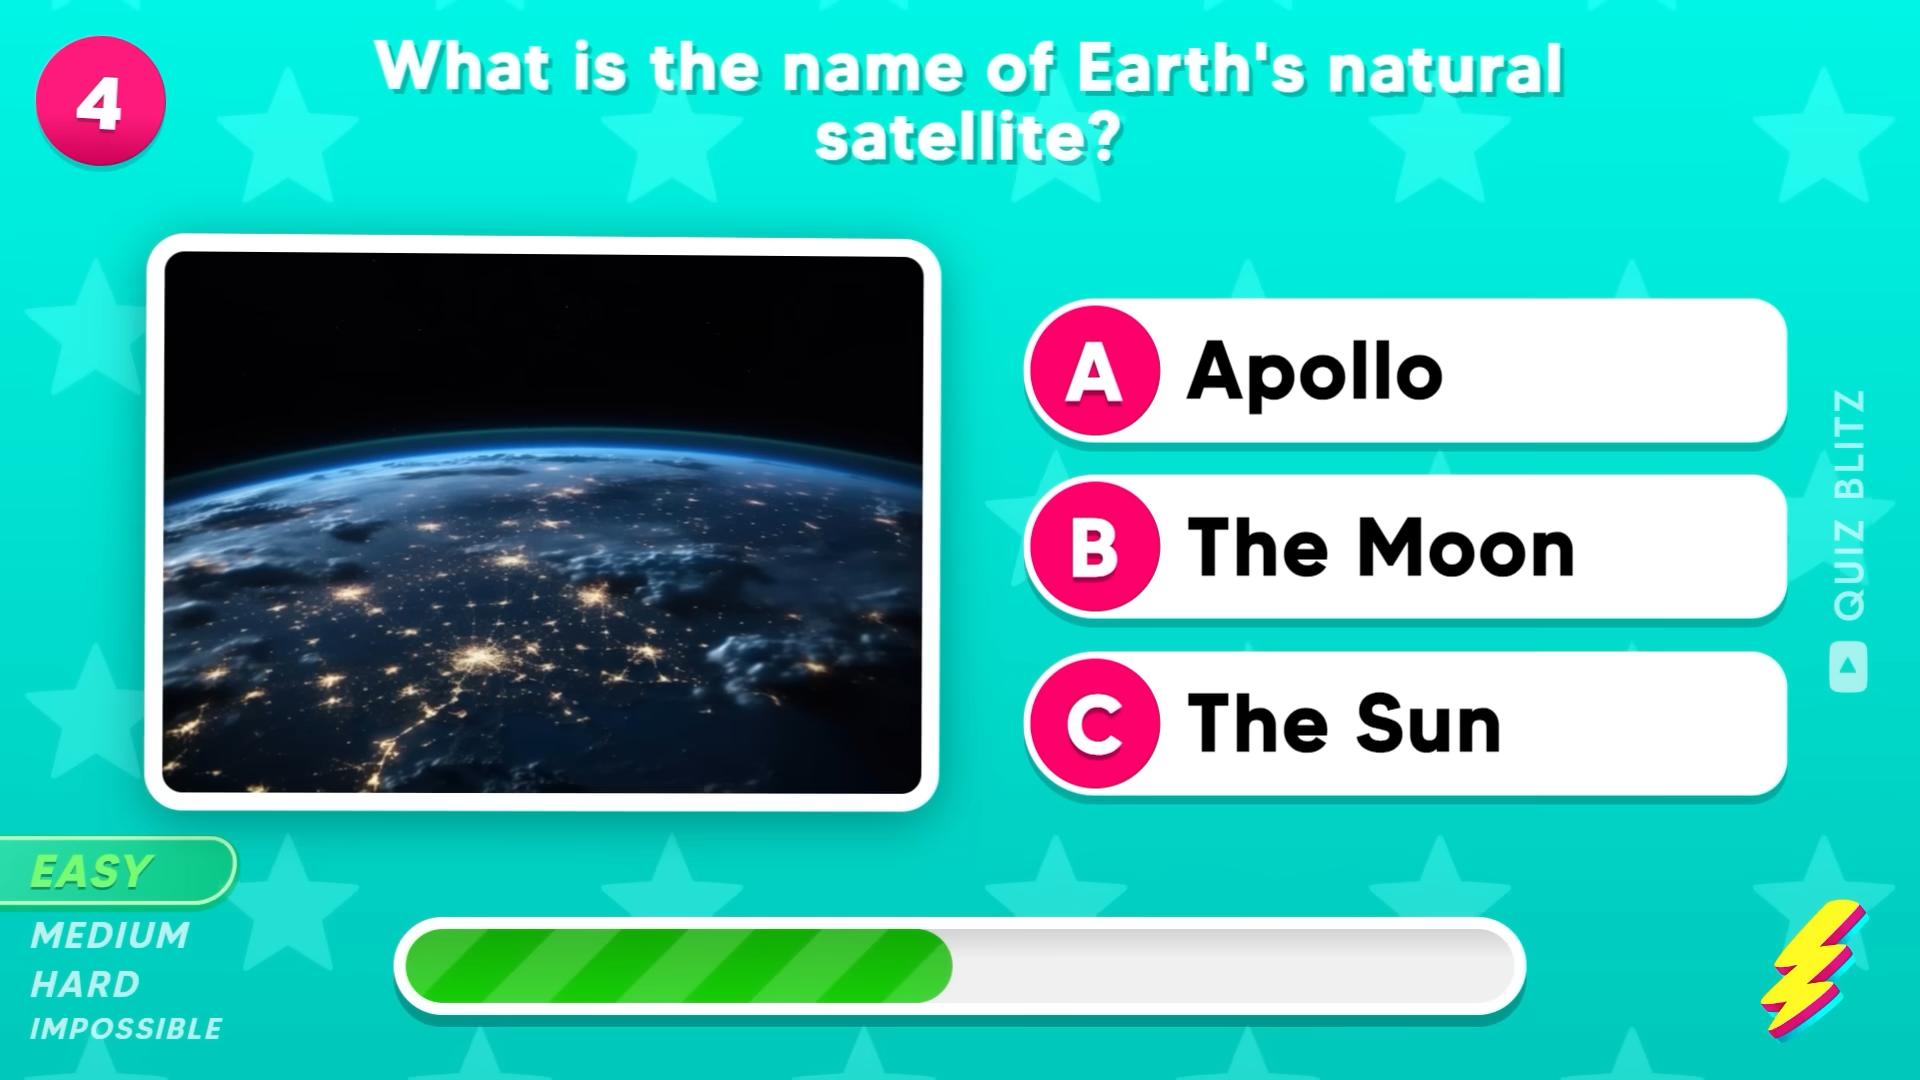 4
What is the name of Earth's natural
satellite?
A Apollo
B The Moon
C The Sun
QUIZ BLITZ
EASY
MEDIUM
HARD
IMPOSSIBLE